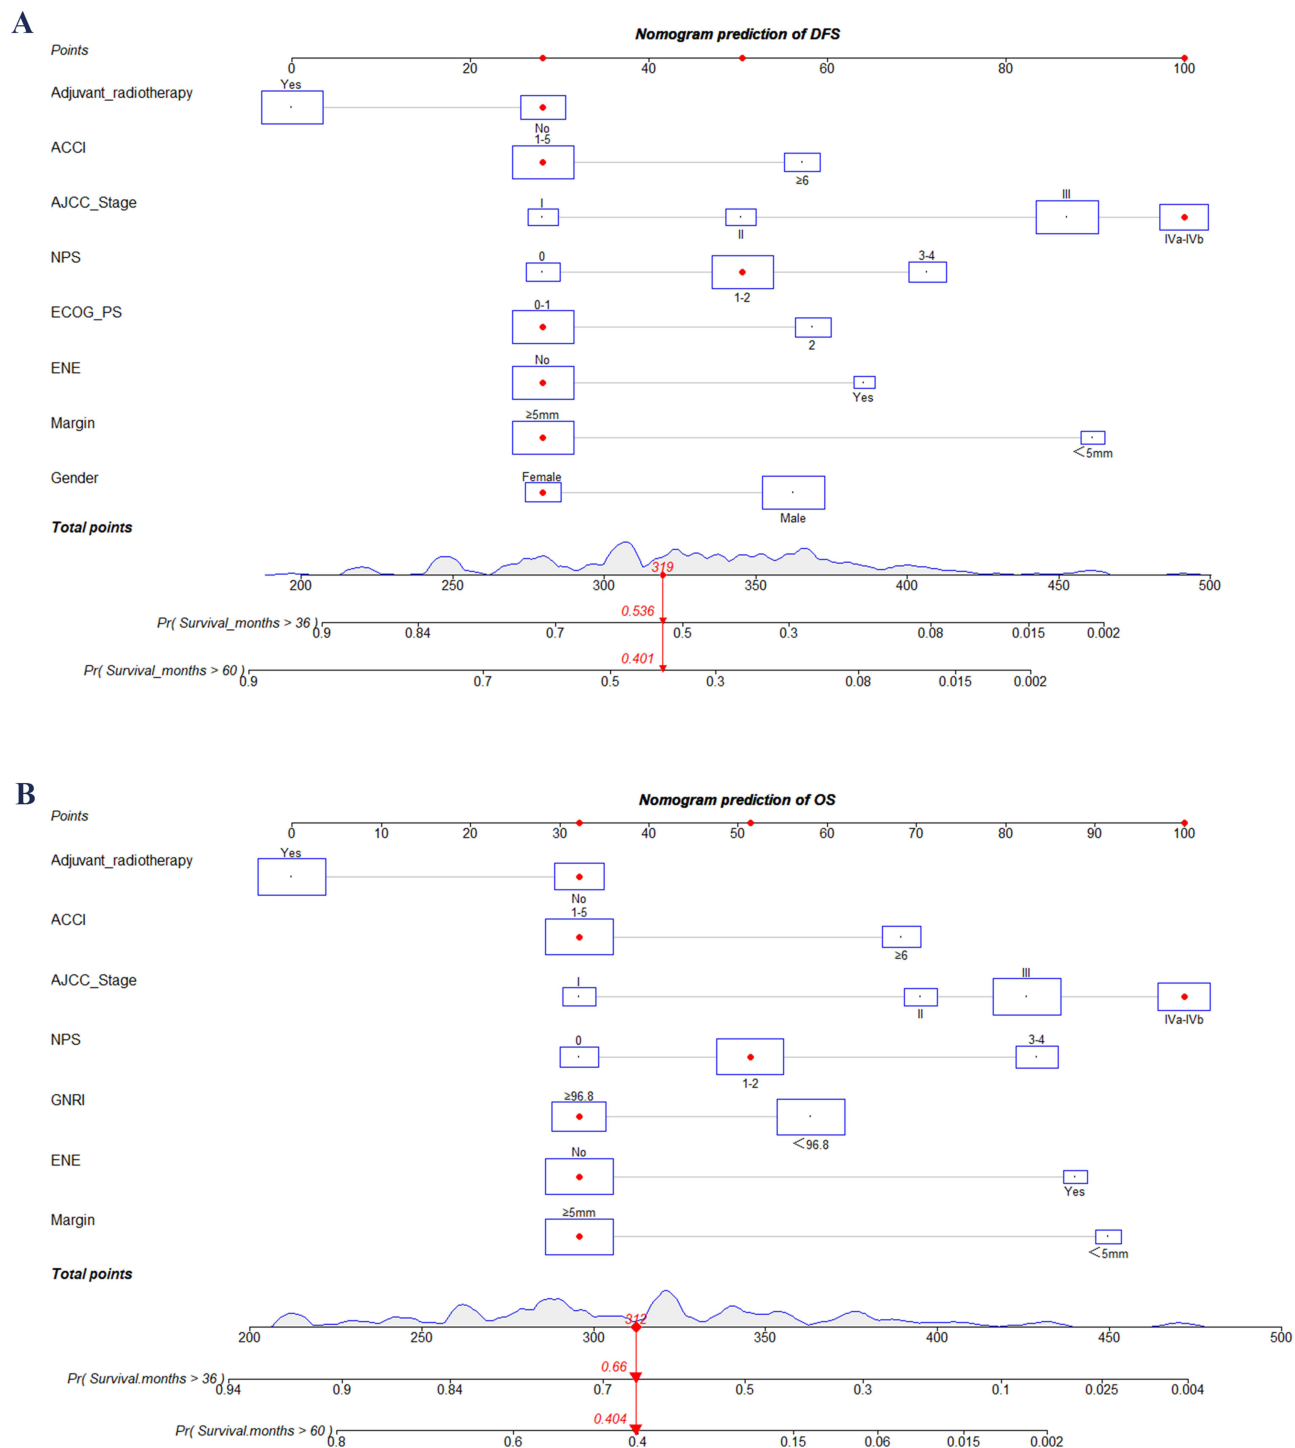 A
Nomogram prediction of DFS
Points
0 20 40 60 80 100
Yes
Adjuvant_radiotherapy
No
1-5
ACCI
≥6
III
AJCC_Stage
I
II
IVa-IVb
NPS
0
3-4
1-2
ECOG_PS
0-1
2
ENE
No
Yes
Margin
≥5mm
<5mm
Gender
Female
Male
Total points
319
200 250 300 350 400 450 500
0.536
Pr( Survival_months > 36 )
0.9 0.84 0.7 0.5 0.3 0.08 0.015 0.002
0.401
Pr( Survival_months > 60 )
0.9 0.7 0.5 0.3 0.08 0.015 0.002
B
Nomogram prediction of OS
Points
0 10 20 30 40 50 60 70 80 90 100
Yes
Adjuvant_radiotherapy
No
1-5
ACCI
≥6
III
AJCC_Stage
I
II
IVa-IVb
NPS
0
3-4
1-2
GNRI
≥96.8
<96.8
ENE
No
Yes
Margin
≥5mm
<5mm
Total points
312
200 250 300 350 400 450 500
0.66
Pr( Survival.months > 36 )
0.94 0.9 0.84 0.7 0.5 0.3 0.1 0.025 0.004
0.404
Pr( Survival.months > 60 )
0.8 0.6 0.4 0.15 0.06 0.015 0.002